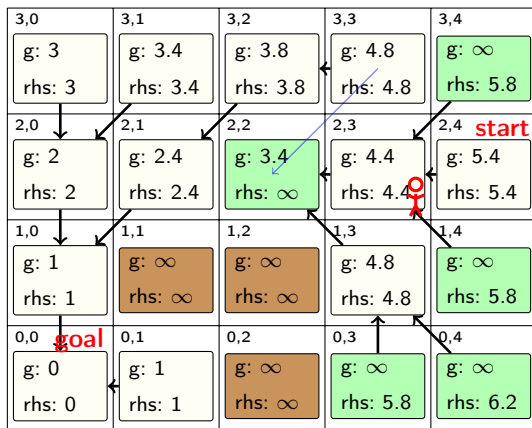 3,0 3,1 3,2 3,3 3,4
g: 3 g: 3.4 g: 3.8 g: 4.8 g: ∞
rhs: 3 rhs: 3.4 rhs: 3.8 rhs: 4.8 rhs: 5.8
2,0 2,1 2,2 2,3 2,4 start
g: 2 g: 2.4 g: 3.4 g: 4.4 g: 5.4
rhs: 2 rhs: 2.4 rhs: ∞ rhs: 4.4 rhs: 5.4
1,0 1,1 1,2 1,3 1,4
g: 1 g: ∞ g: ∞ g: 4.8 g: ∞
rhs: 1 rhs: ∞ rhs: ∞ rhs: 4.8 rhs: 5.8
0,0 goal 0,1 0,2 0,3 0,4
g: 0 g: 1 g: ∞ g: ∞ g: ∞
rhs: 0 rhs: 1 rhs: ∞ rhs: 5.8 rhs: 6.2